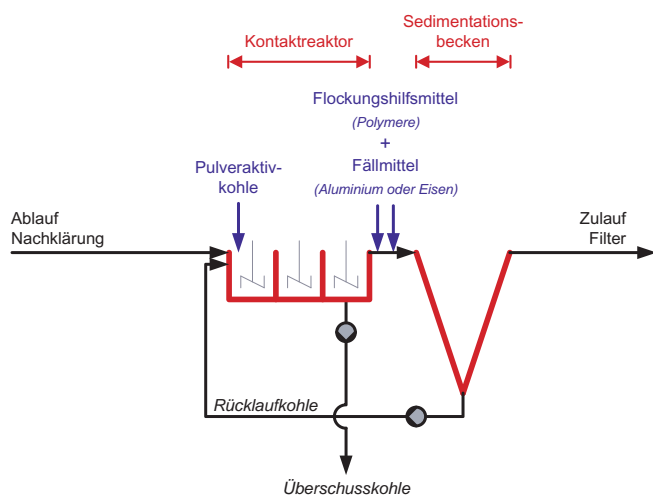 Kontaktreaktor
Sedimentations-
becken
Flockungshilfsmittel
(Polymere)
+
Fällmittel
(Aluminium oder Eisen)
Pulveraktiv-
kohle
Ablauf
Nachklärung
Zulauf
Filter
Rücklaufkohle
Überschusskohle